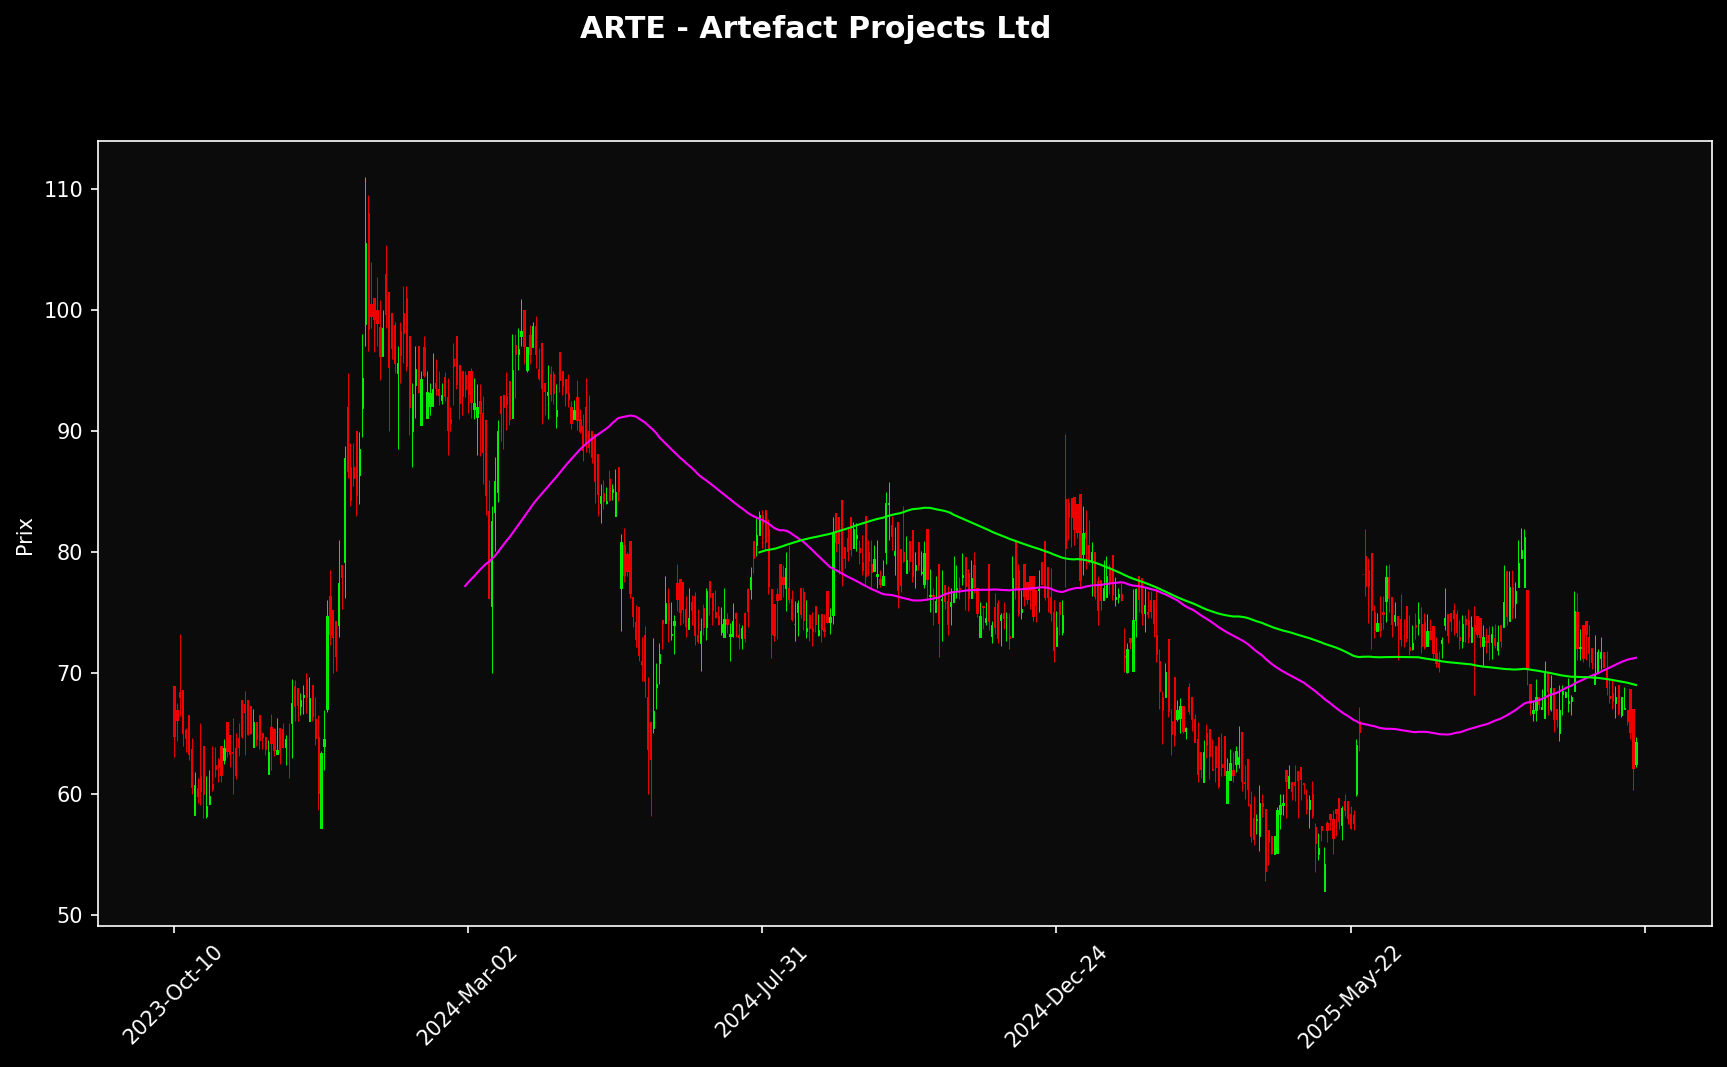 ARTE - Artefact Projects Ltd
Prix
110
100
90
80
70
60
50
2023-Oct-10
2024-Mar-02
2024-Jul-31
2024-Dec-24
2025-May-22